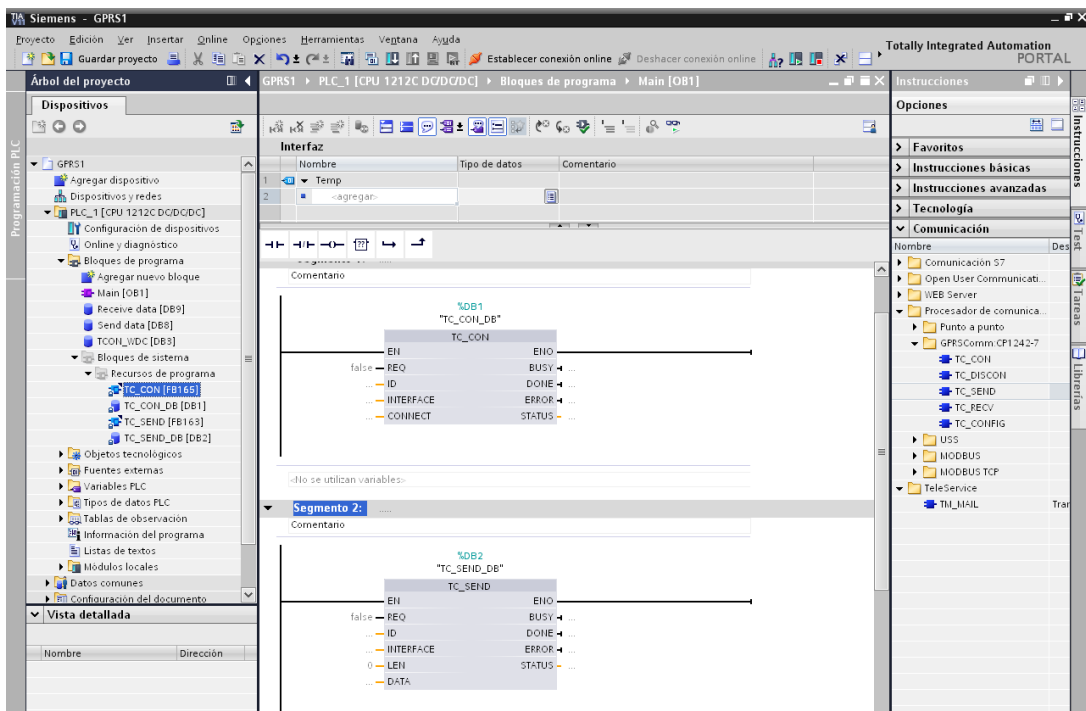 Siemens - GPRS1
Proyecto Edición Ver Insertar Online Opciones Herramientas Ventana Ayuda
Guardar proyecto Establecer conexión online Deshacer conexión online
Totally Integrated Automation
PORTAL
Programación PLC
Árbol del proyecto
Dispositivos
GPRS1
Agregar dispositivo
Dispositivos y redes
PLC_1 [CPU 1212C DC/DC/DC]
Configuración de dispositivos
Online y diagnóstico
Bloques de programa
Agregar nuevo bloque
Main [OB1]
Receive data [DB9]
Send data [DB8]
TCON_WDC [DB3]
Bloques de sistema
Recursos de programa
TC_CON [FB165]
TC_CON_DB [DB1]
TC_SEND [FB163]
TC_SEND_DB [DB2]
Objetos tecnológicos
Fuentes externas
Variables PLC
Tipos de datos PLC
Tablas de observación
Información del programa
Listas de textos
Módulos locales
Datos comunes
Configuración del documento
Vista detallada
Nombre Dirección
GPRS1 PLC_1 [CPU 1212C DC/DC/DC] Bloques de programa Main [OB1]
Interfaz
Nombre Tipo de datos Comentario
1 Temp
2 <agregar>
??
Segmento 1: .....
Comentario
%DB1
"TC_CON_DB"
TC_CON
EN ENO
false REQ BUSY ...
... ID DONE ...
... INTERFACE ERROR ...
... CONNECT STATUS ...
<No se utilizan variables>
Segmento 2: .....
Comentario
%DB2
"TC_SEND_DB"
TC_SEND
EN ENO
false REQ BUSY ...
... ID DONE ...
... INTERFACE ERROR ...
0 LEN STATUS ...
... DATA
Instrucciones
Opciones
Favoritos
Instrucciones básicas
Instrucciones avanzadas
Tecnología
Comunicación
Nombre Des
Comunicación S7
Open User Communicati...
WEB Server
Procesador de comunica...
Punto a punto
GPRSComm:CP1242-7
TC_CON
TC_DISCON
TC_SEND
TC_RECV
TC_CONFIG
USS
MODBUS
MODBUS TCP
TeleService
TM_MAIL Trar
Instrucciones
Test
Tareas
Librerías